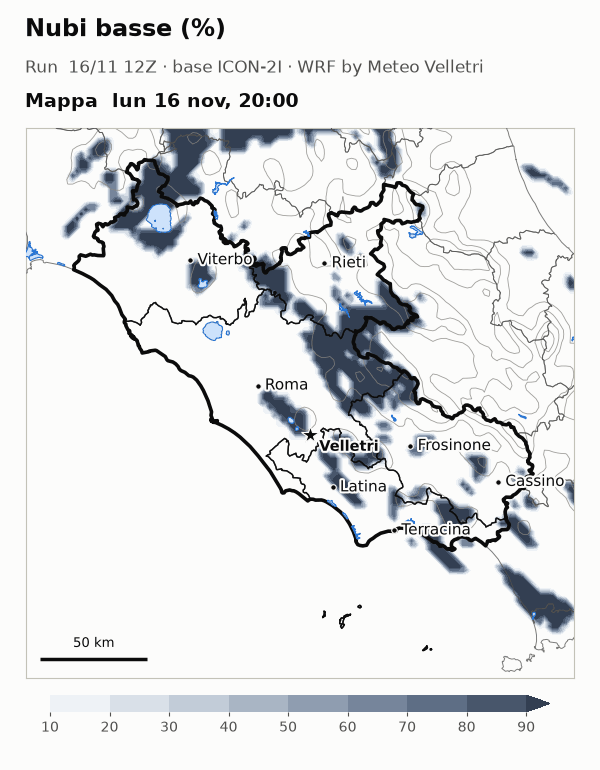 Nubi basse (%)
Run  16/11 12Z · base ICON-2I · WRF by Meteo Velletri
Mappa  lun 16 nov, 20:00
Viterbo
Rieti
Roma
Velletri
Frosinone
Latina
Cassino
Terracina
50 km
10 20 30 40 50 60 70 80 90